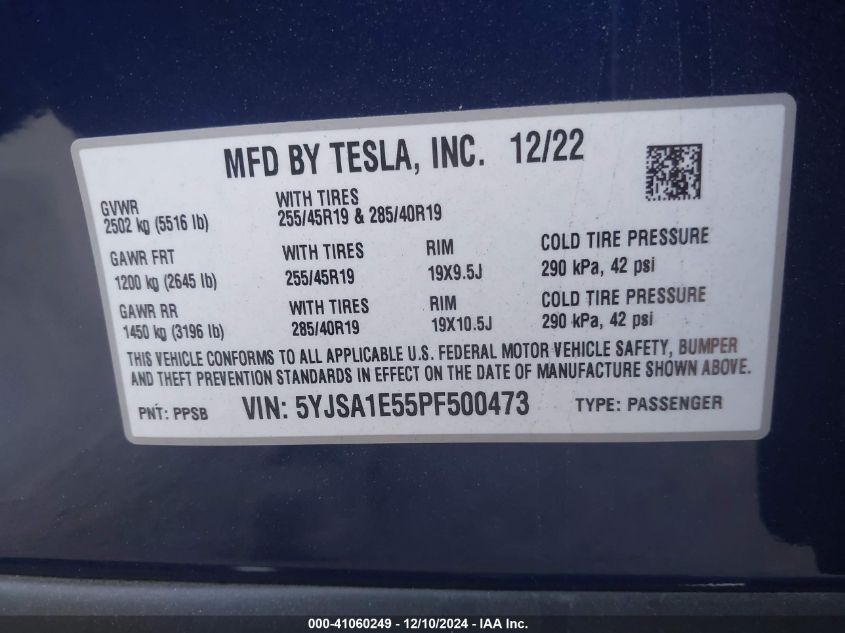 MFD BY TESLA, INC. 12/22
GVWR
2502 kg (5516 lb)
WITH TIRES
255/45R19 & 285/40R19
GAWR FRT
1200 kg (2645 lb)
WITH TIRES
255/45R19
RIM
19X9.5J
COLD TIRE PRESSURE
290 kPa, 42 psi
GAWR RR
1450 kg (3196 lb)
WITH TIRES
285/40R19
RIM
19X10.5J
COLD TIRE PRESSURE
290 kPa, 42 psi
THIS VEHICLE CONFORMS TO ALL APPLICABLE U.S. FEDERAL MOTOR VEHICLE SAFETY, BUMPER
AND THEFT PREVENTION STANDARDS IN EFFECT ON THE DATE OF MANUFACTURE SHOWN ABOVE.
PNT: PPSB VIN: 5YJSA1E55PF500473 TYPE: PASSENGER
000-41060249 - 12/10/2024 - IAA Inc.